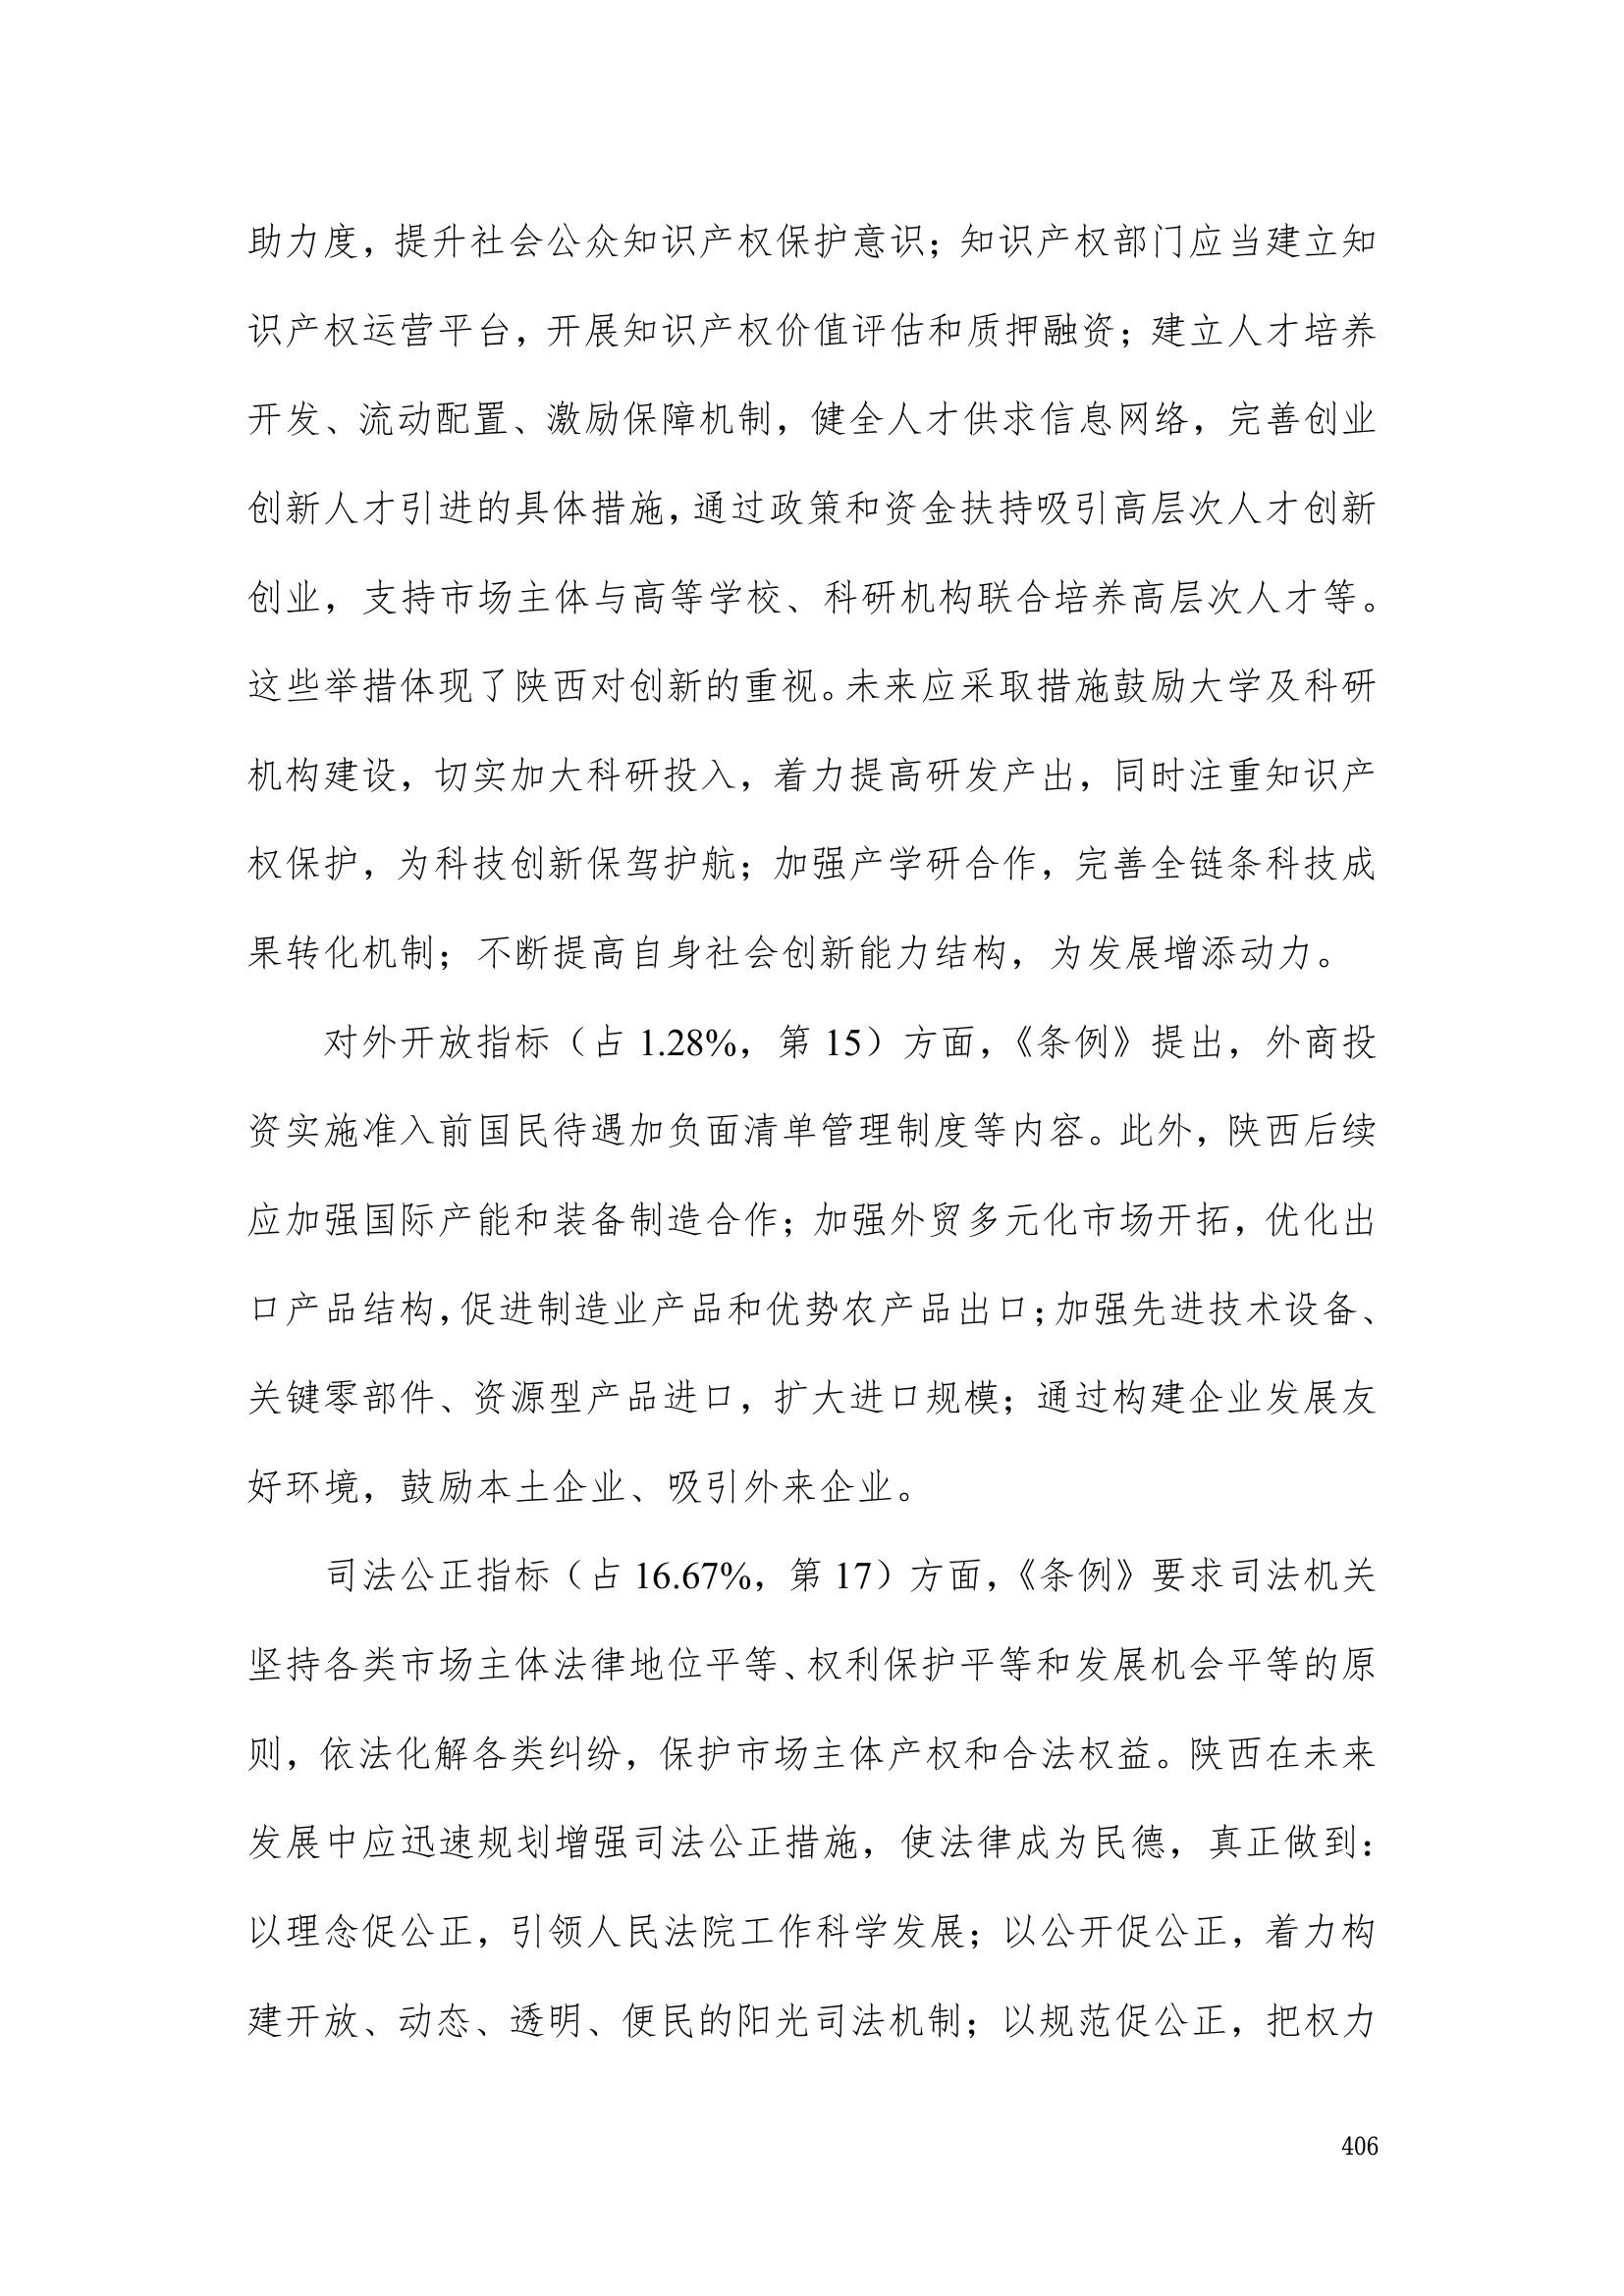 助力度，提升社会公众知识产权保护意识；知识产权部门应当建立知
识产权运营平台，开展知识产权价值评估和质押融资；建立人才培养
开发、流动配置、激励保障机制，健全人才供求信息网络，完善创业
创新人才引进的具体措施，通过政策和资金扶持吸引高层次人才创新
创业，支持市场主体与高等学校、科研机构联合培养高层次人才等。
这些举措体现了陕西对创新的重视。未来应采取措施鼓励大学及科研
机构建设，切实加大科研投入，着力提高研发产出，同时注重知识产
权保护，为科技创新保驾护航；加强产学研合作，完善全链条科技成
果转化机制；不断提高自身社会创新能力结构，为发展增添动力。
对外开放指标（占 1.28%，第 15）方面，《条例》提出，外商投
资实施准入前国民待遇加负面清单管理制度等内容。此外，陕西后续
应加强国际产能和装备制造合作；加强外贸多元化市场开拓，优化出
口产品结构，促进制造业产品和优势农产品出口；加强先进技术设备、
关键零部件、资源型产品进口，扩大进口规模；通过构建企业发展友
好环境，鼓励本土企业、吸引外来企业。
司法公正指标（占 16.67%，第 17）方面，《条例》要求司法机关
坚持各类市场主体法律地位平等、权利保护平等和发展机会平等的原
则，依法化解各类纠纷，保护市场主体产权和合法权益。陕西在未来
发展中应迅速规划增强司法公正措施，使法律成为民德，真正做到：
以理念促公正，引领人民法院工作科学发展；以公开促公正，着力构
建开放、动态、透明、便民的阳光司法机制；以规范促公正，把权力
406